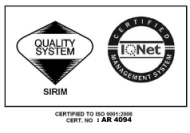 QUALITY
SYSTEM
SIRIM
CERTIFIED
IQNet
MANAGEMENT SYSTEM
CERTIFIED TO ISO 9001:2008
CERT. NO : AR 4094